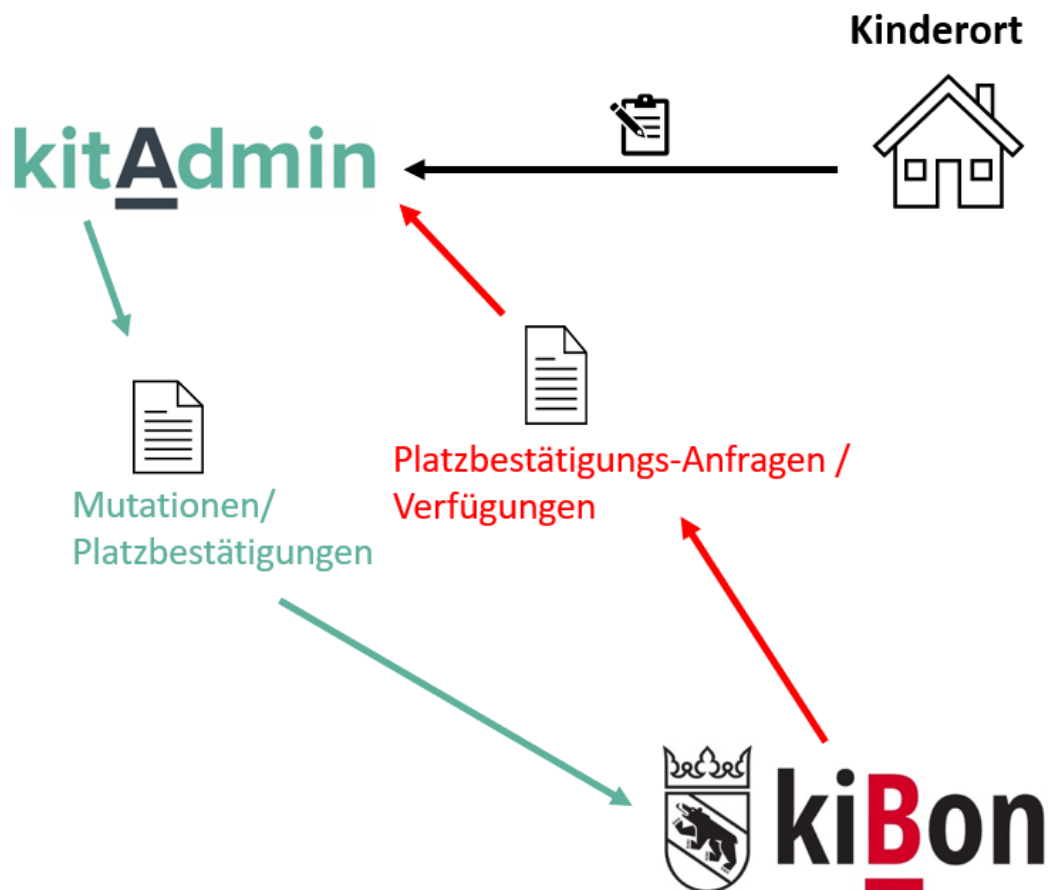 Kinderort
kitAdmin
Platzbestätigungs-Anfragen /
Verfügungen
Mutationen/
Platzbestätigungen
kiBon